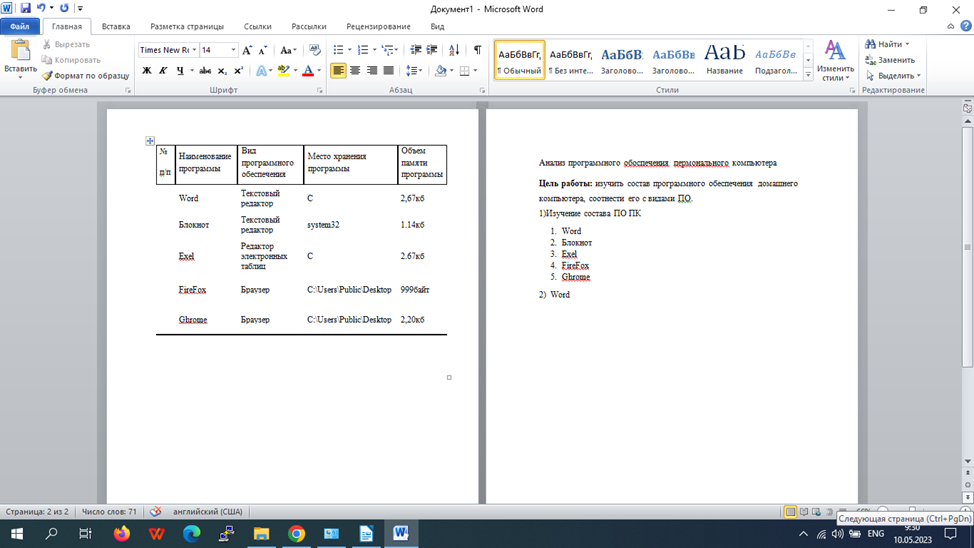 Документ1 - Microsoft Word
Файл Главная Вставка Разметка страницы Ссылки Рассылки Рецензирование Вид
Вставить
Вырезать
Копировать
Формат по образцу
Буфер обмена
Times New Ro 14
Ж К Ч abc x₂ x²
Шрифт
Абзац
АаБбВвГг, АаБбВвГг, АаБбВ АаБбВв АаБ АаБбВв
¶ Обычный ¶ Без инте... Заголово... Заголово... Название Подзагол...
Стили
Изменить стили
Найти
Заменить
Выделить
Редактирование
№ п/п Наименование программы Вид программного обеспечения Место хранения программы Объем памяти программы
Word Текстовый редактор C 2,67кб
Блокнот Текстовый редактор system32 1.14кб
Exel Редактор электронных таблиц C 2.67кб
FireFox Браузер C:\Users\Public\Desktop 999байт
Ghrome Браузер C:\Users\Public\Desktop 2,20кб
Анализ программного обоспечения пермонального компьютера
Цель работы: изучить состав программного обеспечения домашнего
компьютера, соотнести его с видами ПО.
1)Изучение состава ПО ПК
1. Word
2. Блокнот
3. Exel
4. FireFox
5. Ghrome
2) Word
Страница: 2 из 2 Число слов: 71 английский (США)
Следующая страница (Ctrl+PgDn)
ENG
9:30
10.05.2023